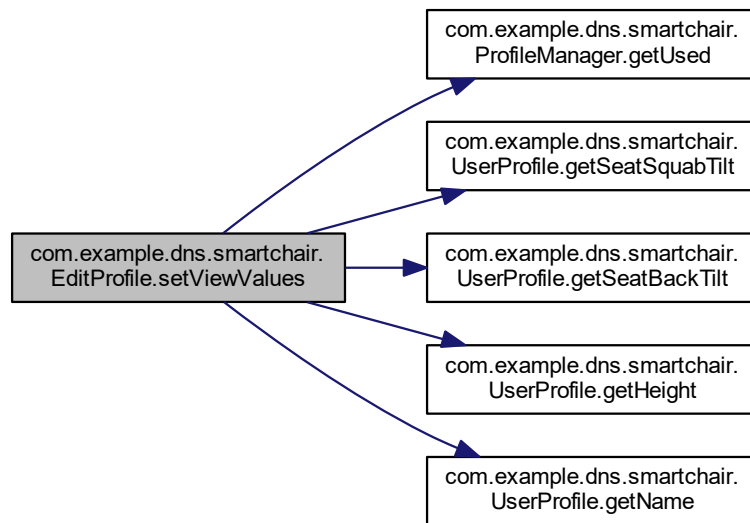 com.example.dns.smartchair.
ProfileManager.getUsed
com.example.dns.smartchair.
UserProfile.getSeatSquabTilt
com.example.dns.smartchair.
EditProfile.setViewValues
com.example.dns.smartchair.
UserProfile.getSeatBackTilt
com.example.dns.smartchair.
UserProfile.getHeight
com.example.dns.smartchair.
UserProfile.getName